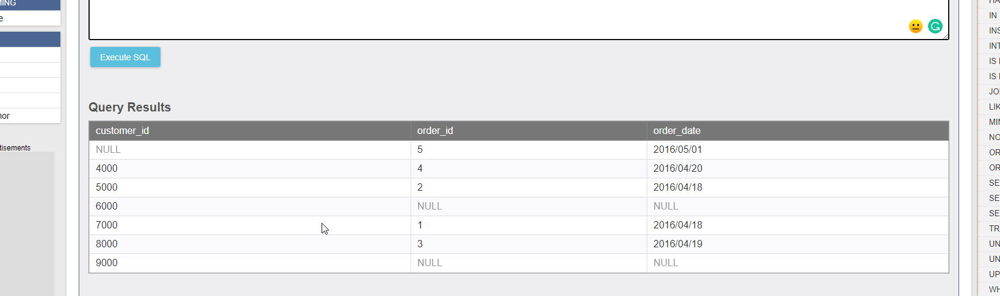 MING
e
nor
tisements
Execute SQL
Query Results
customer_id order_id order_date
NULL 5 2016/05/01
4000 4 2016/04/20
5000 2 2016/04/18
6000 NULL NULL
7000 1 2016/04/18
8000 3 2016/04/19
9000 NULL NULL
IN
INS
INT
IS
IS
JO
LIK
MIN
NO
OR
OR
SE
SE
SE
TR
UN
UN
UP
WH